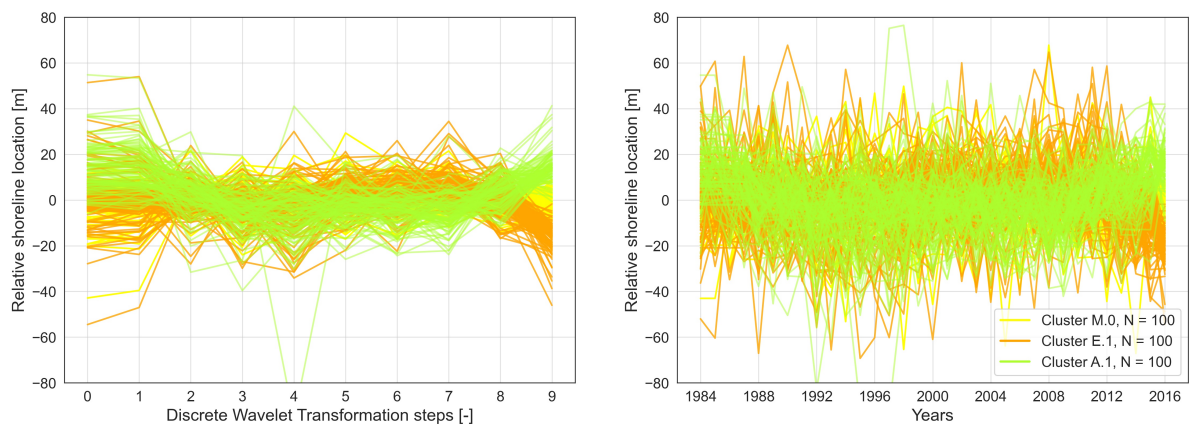 80
60
40
20
0
−20
−40
−60
−80
Relative shoreline location [m]
0 1 2 3 4 5 6 7 8 9
Discrete Wavelet Transformation steps [-]
80
60
40
20
0
−20
−40
−60
−80
Relative shoreline location [m]
1984 1988 1992 1996 2000 2004 2008 2012 2016
Years
Cluster M.0, N = 100
Cluster E.1, N = 100
Cluster A.1, N = 100